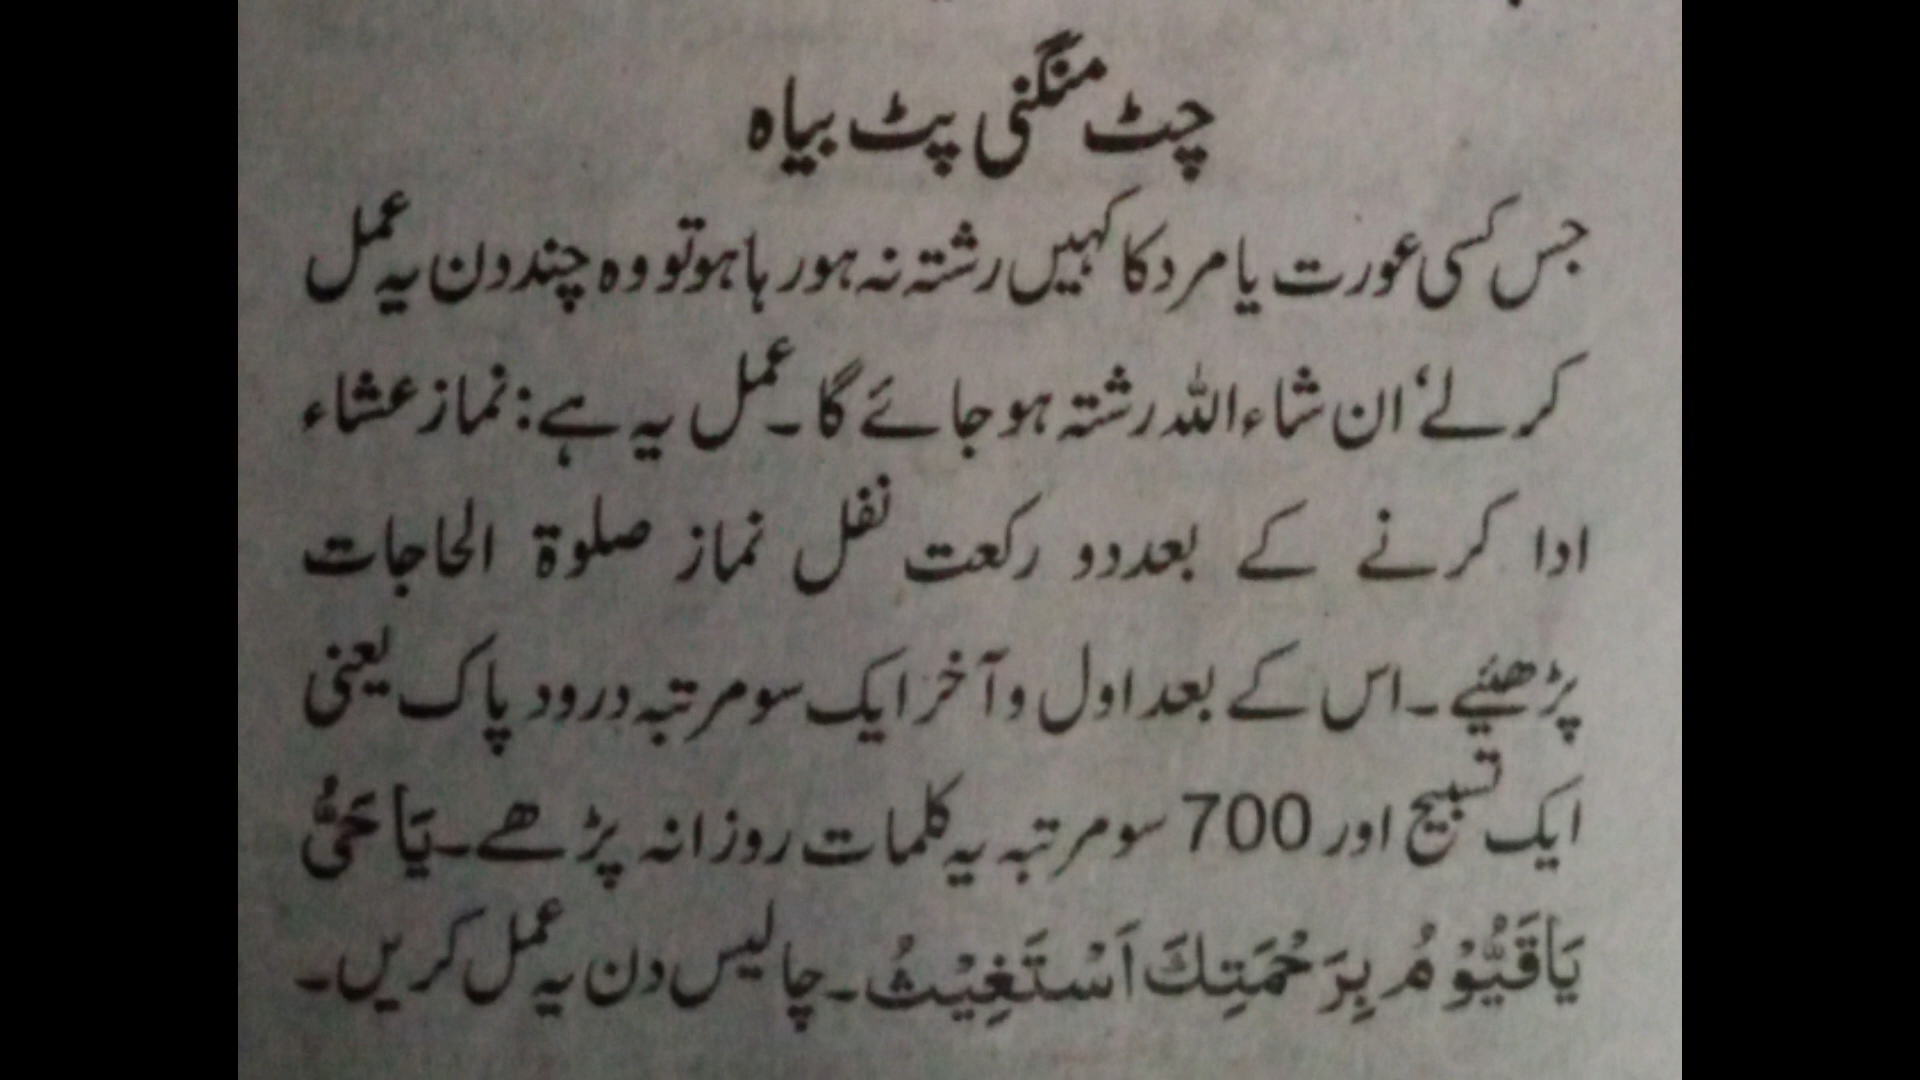 چٹ منگنی پٹ بیاہ
جس کسی عورت یا مرد کا کہیں رشتہ نہ ہو رہا ہو تو وہ چند دن یہ عمل
کرلے‘ ان شاء اللہ رشتہ ہو جائے گا۔ عمل یہ ہے: نماز عشاء
ادا کرنے کے بعد دو رکعت نفل نماز صلوۃ الحاجات
پڑھئیے۔ اس کے بعد اول و آخر ایک سو مرتبہ درود پاک یعنی
ایک تسبیح اور 700 سو مرتبہ یہ کلمات روزانہ پڑھے۔ یَا حَیُّ
یَا قَیُّوْمُ بِرَحْمَتِكَ اَسْتَغِیْثُ۔ چالیس دن یہ عمل کریں۔